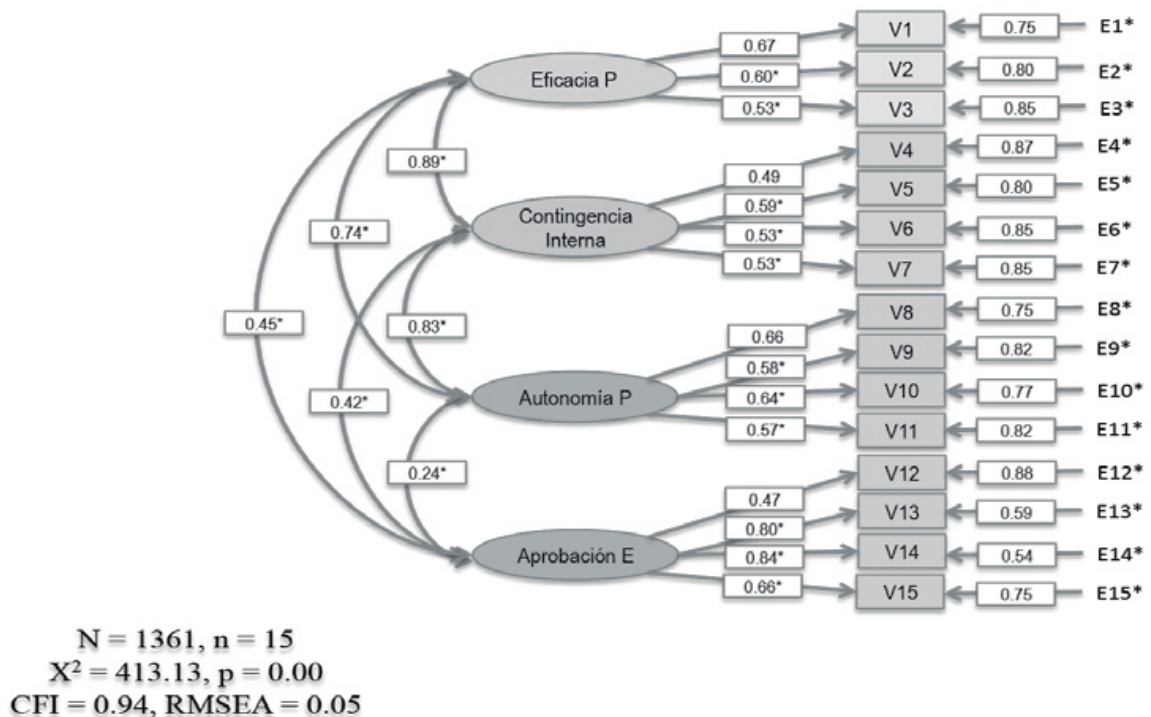 0.67 V1 0.75 E1*
Eficacia P 0.60* V2 0.80 E2*
0.53* V3 0.85 E3*
0.89*
0.49 V4 0.87 E4*
0.59* V5 0.80 E5*
Contingencia
Interna
0.53* V6 0.85 E6*
0.53* V7 0.85 E7*
0.74*
0.45*
0.83*
0.66 V8 0.75 E8*
0.58* V9 0.82 E9*
Autonomía P 0.64* V10 0.77 E10*
0.42*
0.57* V11 0.82 E11*
0.24*
0.47 V12 0.88 E12*
0.80* V13 0.59 E13*
Aprobación E 0.84* V14 0.54 E14*
0.66* V15 0.75 E15*
N = 1361, n = 15
X² = 413.13, p = 0.00
CFI = 0.94, RMSEA = 0.05